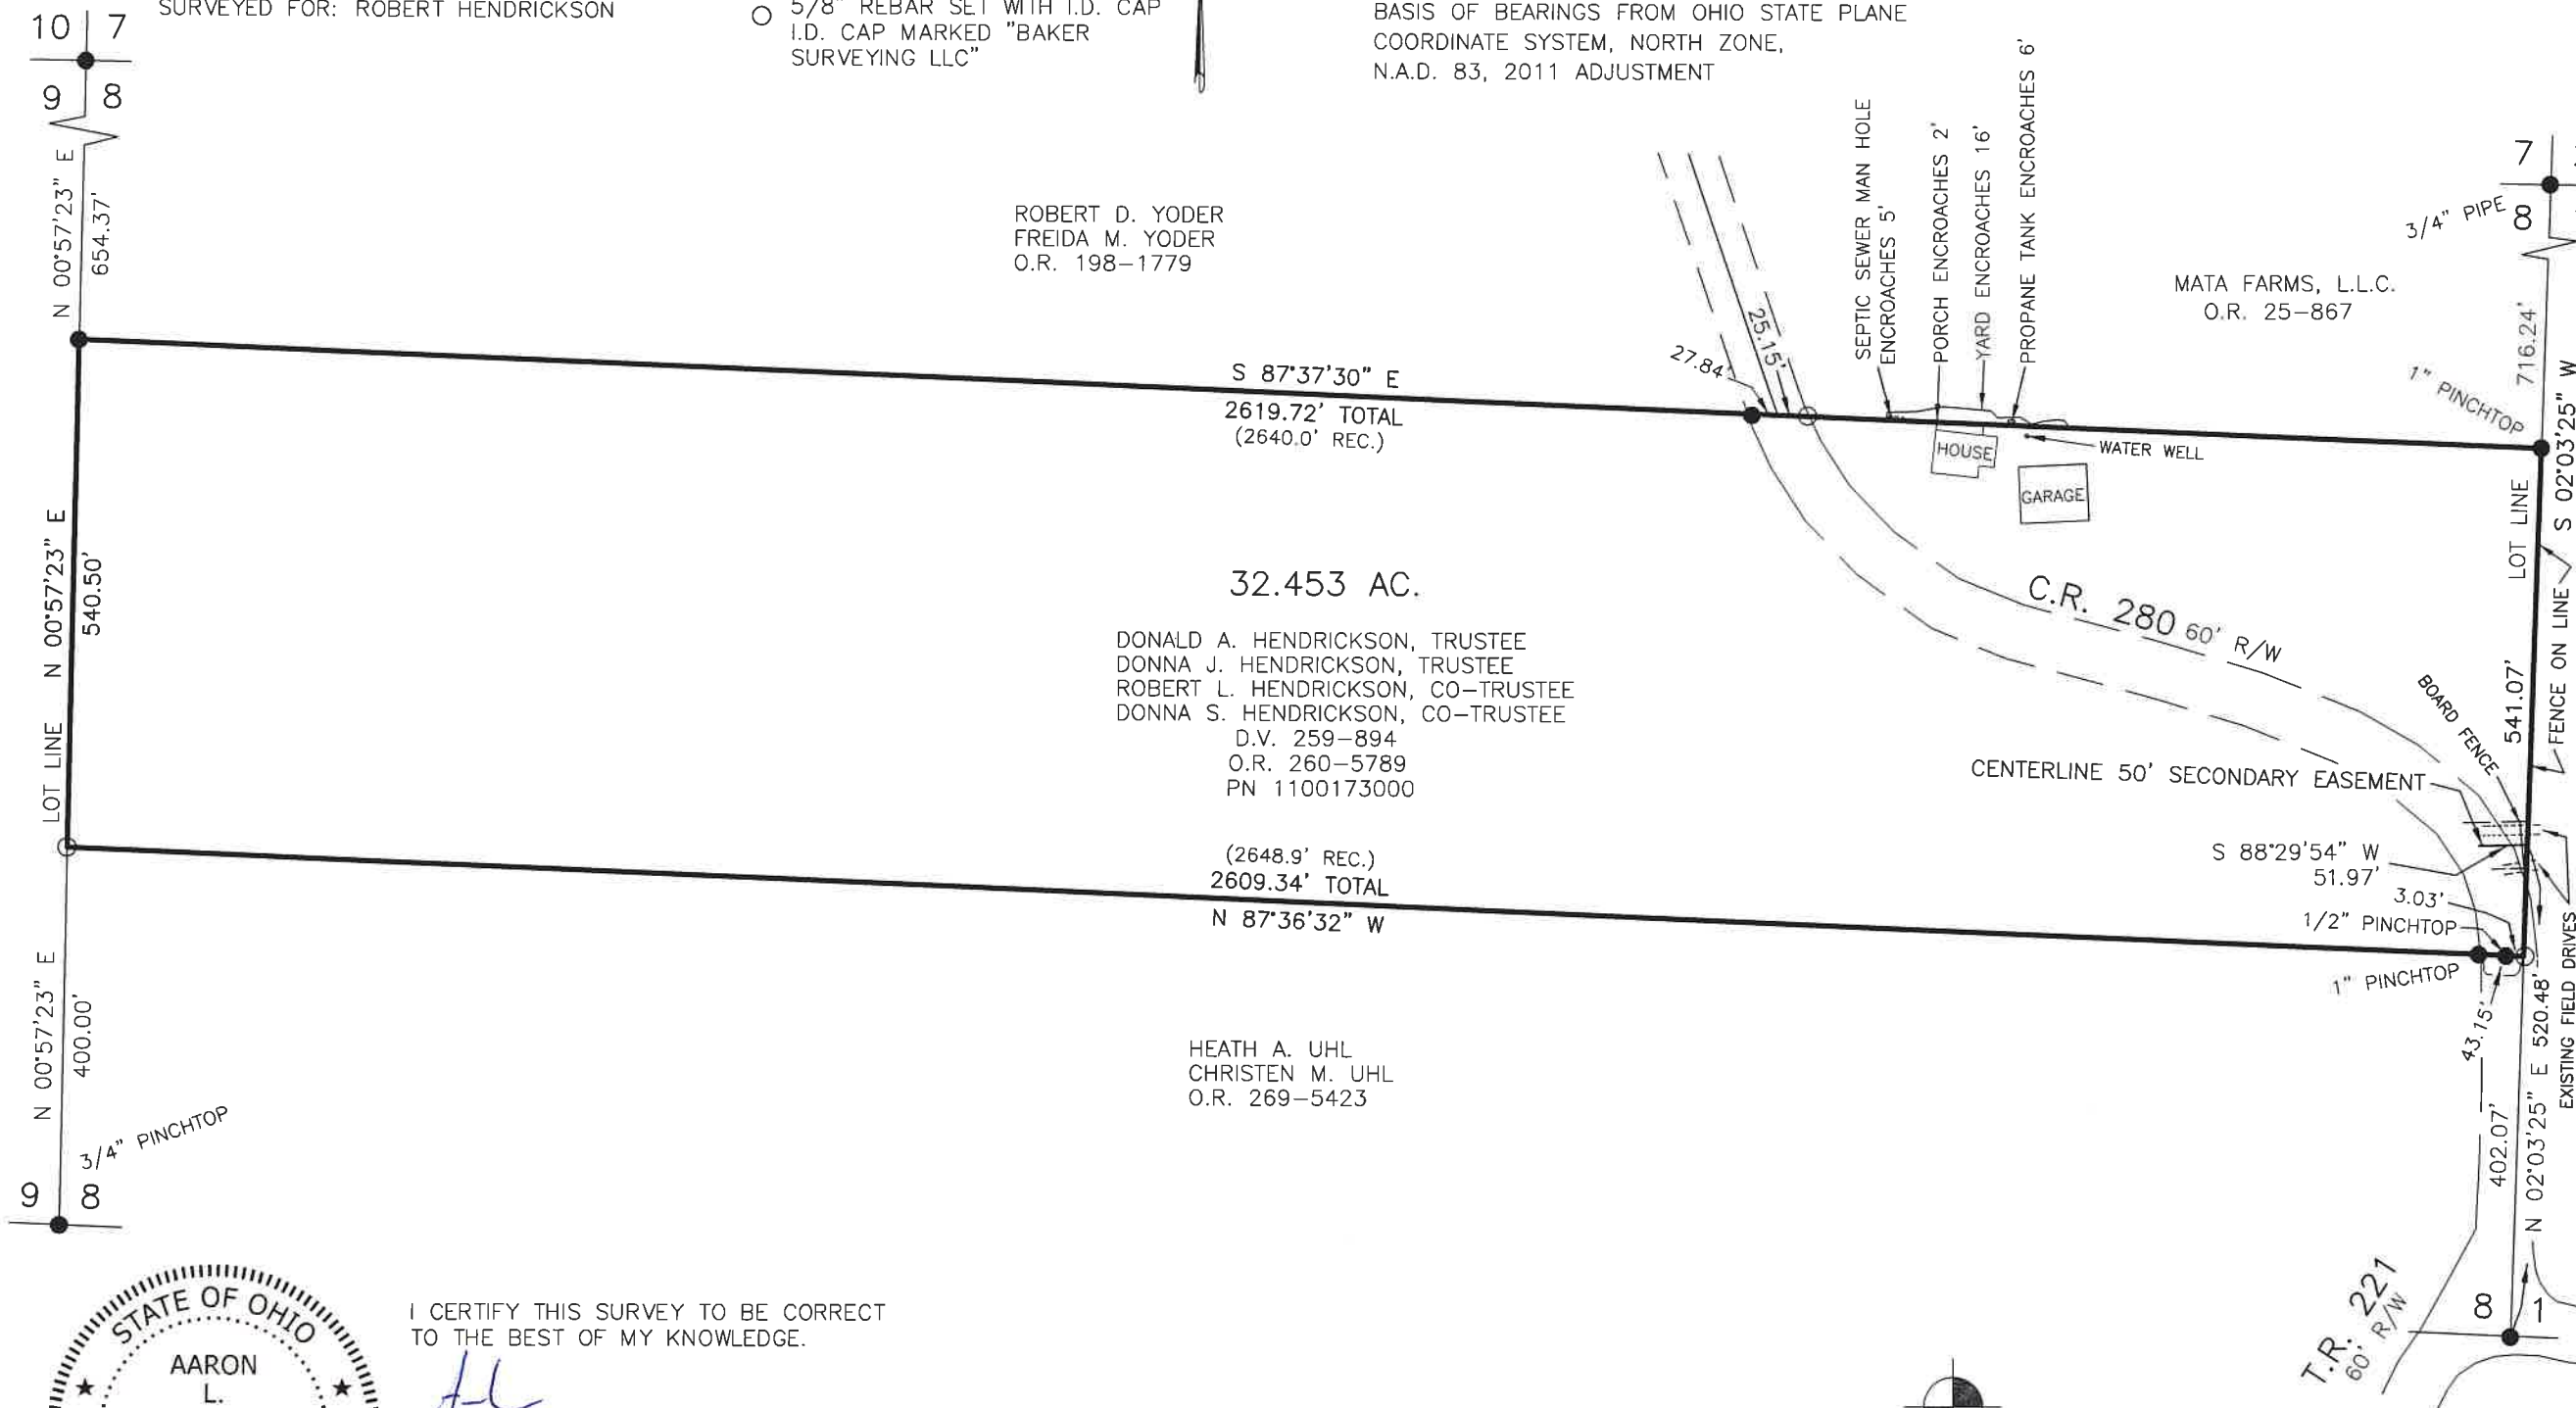 SURVEYED FOR: ROBERT HENDRICKSON
5/8" REBAR SET WITH I.D. CAP
I.D. CAP MARKED "BAKER
SURVEYING LLC"
BASIS OF BEARINGS FROM OHIO STATE PLANE
COORDINATE SYSTEM, NORTH ZONE,
N.A.D. 83, 2011 ADJUSTMENT
10 7
9 8
N 00°57'23" E
654.37'
ROBERT D. YODER
FREIDA M. YODER
O.R. 198-1779
SEPTIC SEWER MAN HOLE
ENCROACHES 5'
PORCH ENCROACHES 2'
YARD ENCROACHES 16'
PROPANE TANK ENCROACHES 6'
7
8
3/4" PIPE
MATA FARMS, L.L.C.
O.R. 25-867
716.24'
1" PINCHTOP
S 02°03'25" W
27.84'
25.15'
S 87°37'30" E
2619.72' TOTAL
(2640.0' REC.)
HOUSE
WATER WELL
GARAGE
LOT LINE
541.07'
FENCE ON LINE
LOT LINE N 00°57'23" E
540.50'
32.453 AC.
DONALD A. HENDRICKSON, TRUSTEE
DONNA J. HENDRICKSON, TRUSTEE
ROBERT L. HENDRICKSON, CO-TRUSTEE
DONNA S. HENDRICKSON, CO-TRUSTEE
D.V. 259-894
O.R. 260-5789
PN 1100173000
C.R. 280 60' R/W
BOARD FENCE
CENTERLINE 50' SECONDARY EASEMENT
S 88°29'54" W
51.97'
3.03'
1/2" PINCHTOP
1" PINCHTOP
EXISTING FIELD DRIVES
(2648.9' REC.)
2609.34' TOTAL
N 87°36'32" W
43.15'
402.07'
N 02°03'25" E 520.48'
N 00°57'23" E
400.00'
HEATH A. UHL
CHRISTEN M. UHL
O.R. 269-5423
3/4" PINCHTOP
9 8
8 1
T.R. 221
60' R/W
I CERTIFY THIS SURVEY TO BE CORRECT
TO THE BEST OF MY KNOWLEDGE.
STATE OF OHIO
AARON
L.